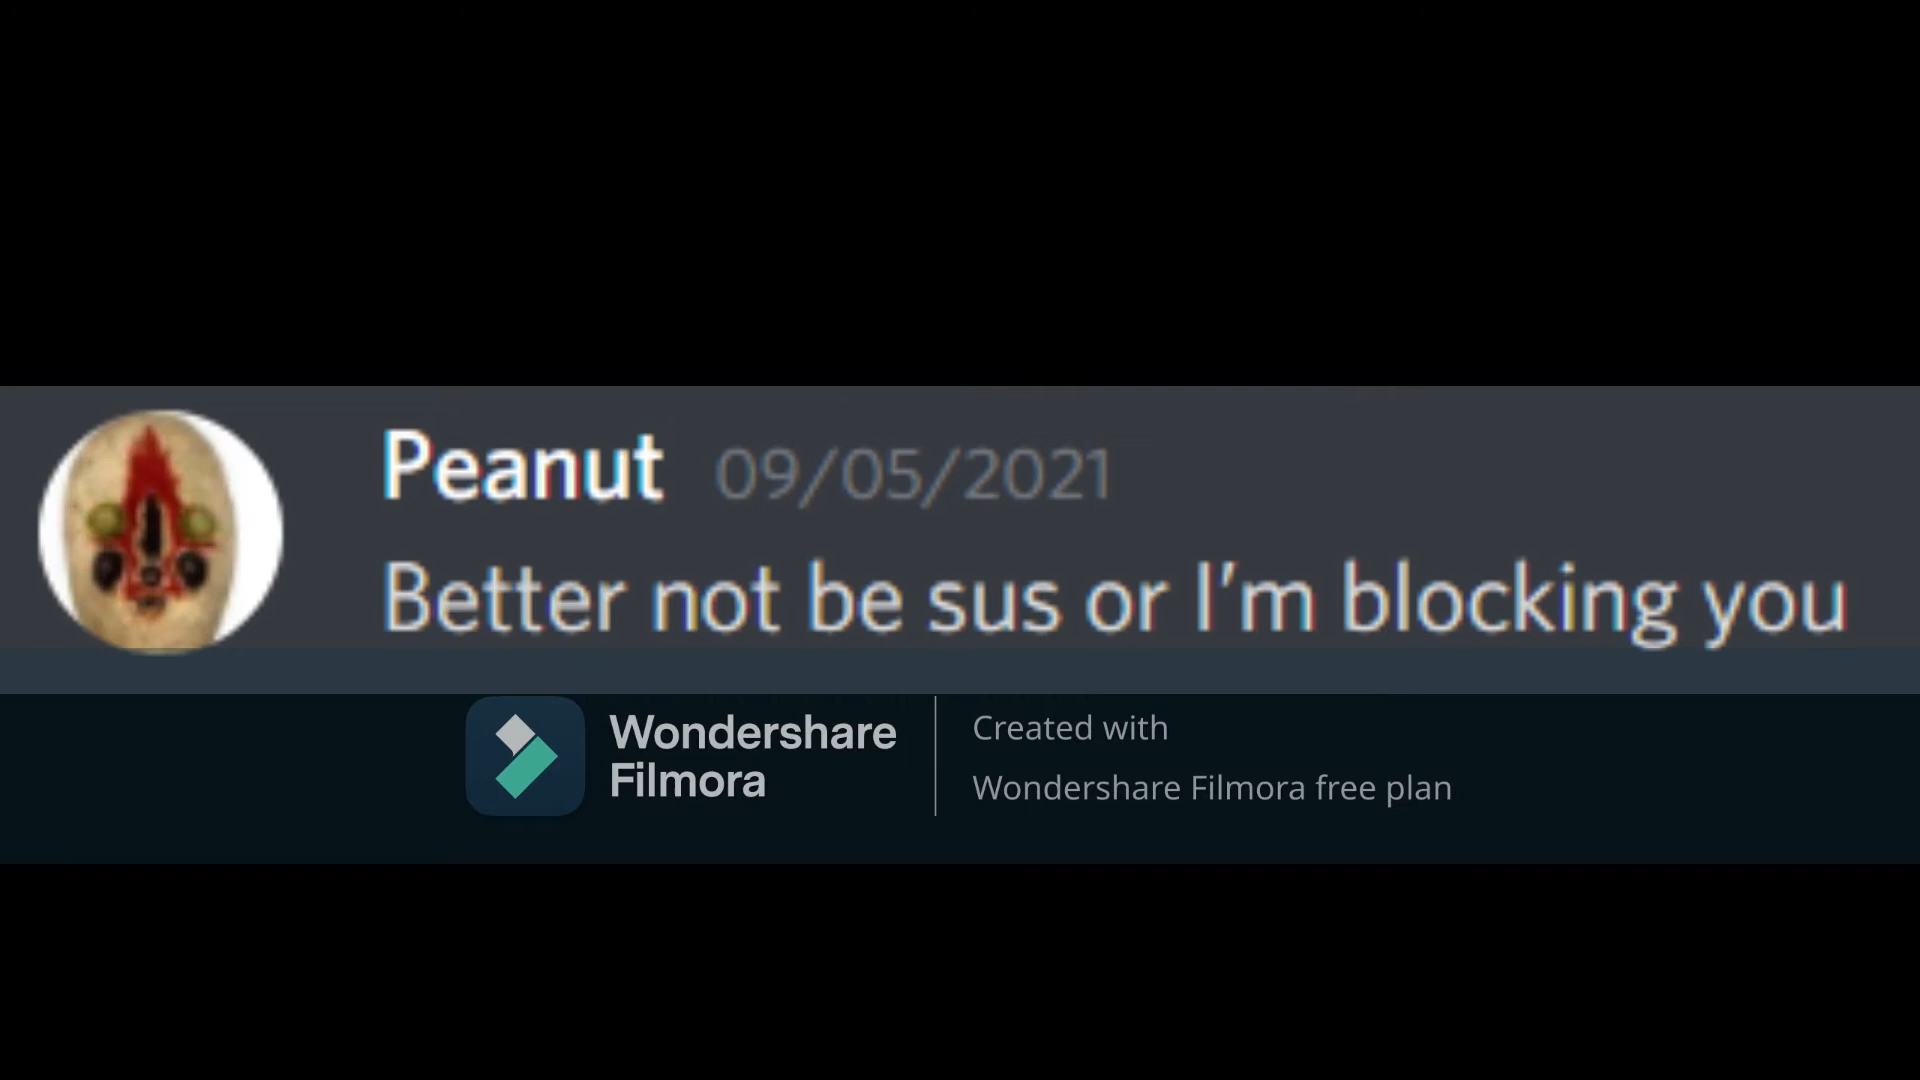 Peanut 09/05/2021
Better not be sus or I'm blocking you
Wondershare
Filmora
Created with
Wondershare Filmora free plan